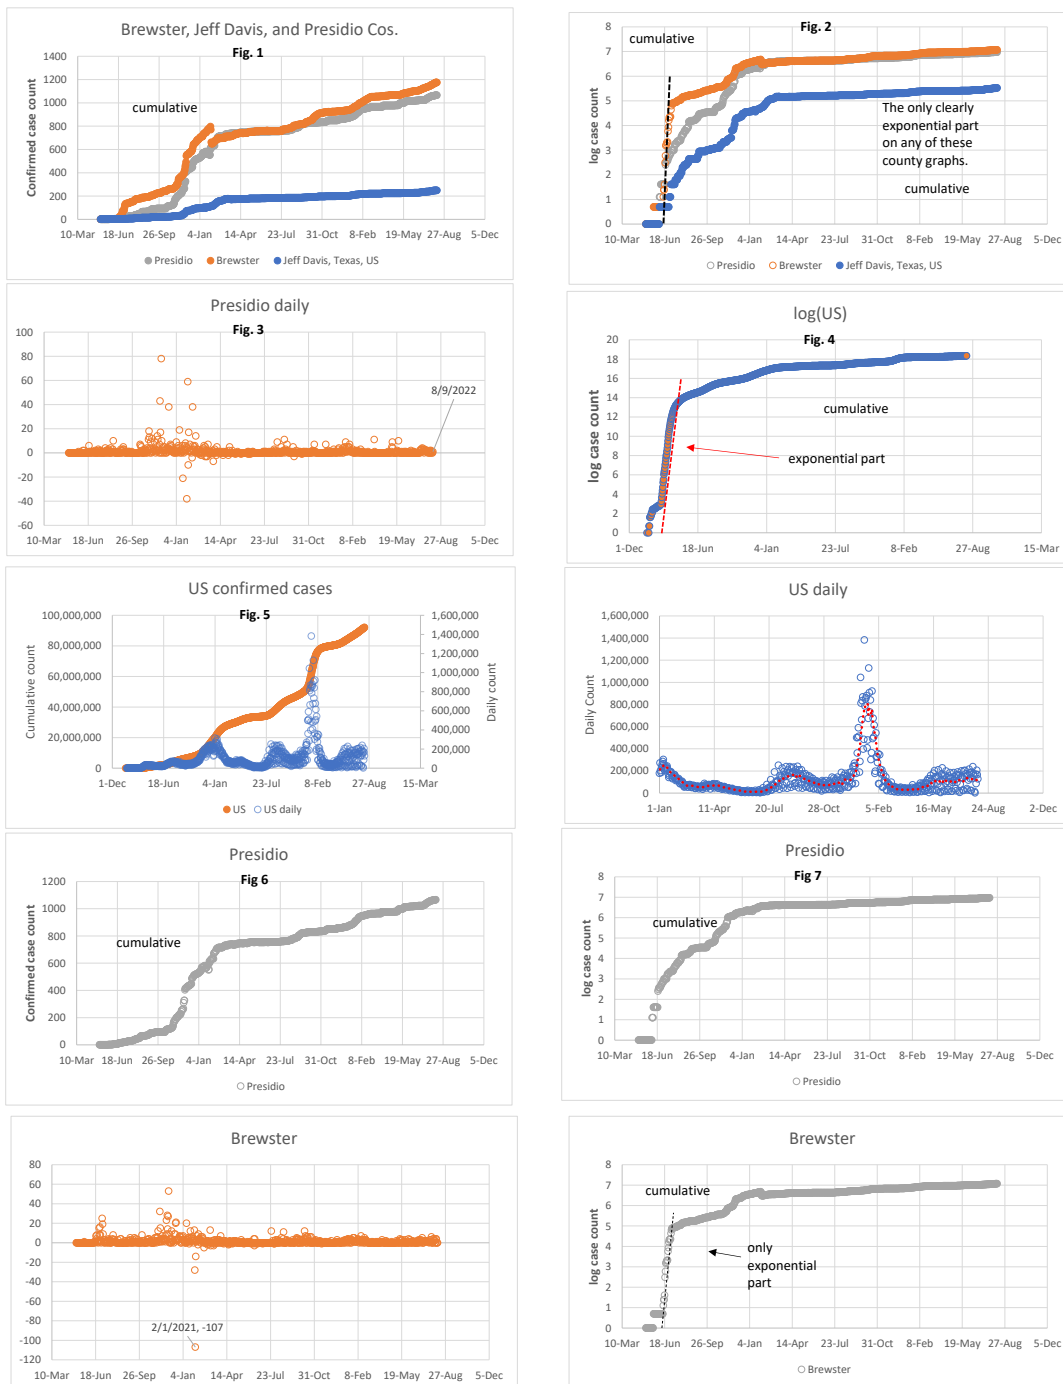 Brewster, Jeff Davis, and Presidio Cos.
Fig. 1
cumulative
Confirmed case count
1400
1200
1000
800
600
400
200
0
10-Mar 18-Jun 26-Sep 4-Jan 14-Apr 23-Jul 31-Oct 8-Feb 19-May 27-Aug 5-Dec
Presidio Brewster Jeff Davis, Texas, US
Fig. 2
cumulative
log case count
8
7
6
5
4
3
2
1
0
The only clearly
exponential part
on any of these
county graphs.
cumulative
10-Mar 18-Jun 26-Sep 4-Jan 14-Apr 23-Jul 31-Oct 8-Feb 19-May 27-Aug 5-Dec
Presidio Brewster Jeff Davis, Texas, US
Presidio daily
Fig. 3
100
80
60
40
20
0
-20
-40
-60
8/9/2022
10-Mar 18-Jun 26-Sep 4-Jan 14-Apr 23-Jul 31-Oct 8-Feb 19-May 27-Aug 5-Dec
log(US)
Fig. 4
log case count
20
18
16
14
12
10
8
6
4
2
0
cumulative
exponential part
1-Dec 18-Jun 4-Jan 23-Jul 8-Feb 27-Aug 15-Mar
US confirmed cases
Fig. 5
Cumulative count
100,000,000
80,000,000
60,000,000
40,000,000
20,000,000
0
1,600,000
1,400,000
1,200,000
1,000,000
800,000
600,000
400,000
200,000
0
Daily count
1-Dec 18-Jun 4-Jan 23-Jul 8-Feb 27-Aug 15-Mar
US US daily
US daily
Daily Count
1,600,000
1,400,000
1,200,000
1,000,000
800,000
600,000
400,000
200,000
0
1-Jan 11-Apr 20-Jul 28-Oct 5-Feb 16-May 24-Aug 2-Dec
Presidio
Fig 6
cumulative
Confirmed case count
1200
1000
800
600
400
200
0
10-Mar 18-Jun 26-Sep 4-Jan 14-Apr 23-Jul 31-Oct 8-Feb 19-May 27-Aug 5-Dec
Presidio
Presidio
Fig 7
cumulative
log case count
8
7
6
5
4
3
2
1
0
10-Mar 18-Jun 26-Sep 4-Jan 14-Apr 23-Jul 31-Oct 8-Feb 19-May 27-Aug 5-Dec
Presidio
Brewster
80
60
40
20
0
-20
-40
-60
-80
-100
-120
2/1/2021, -107
10-Mar 18-Jun 26-Sep 4-Jan 14-Apr 23-Jul 31-Oct 8-Feb 19-May 27-Aug 5-Dec
Brewster
cumulative
log case count
8
7
6
5
4
3
2
1
0
only
exponential
part
10-Mar 18-Jun 26-Sep 4-Jan 14-Apr 23-Jul 31-Oct 8-Feb 19-May 27-Aug 5-Dec
Brewster